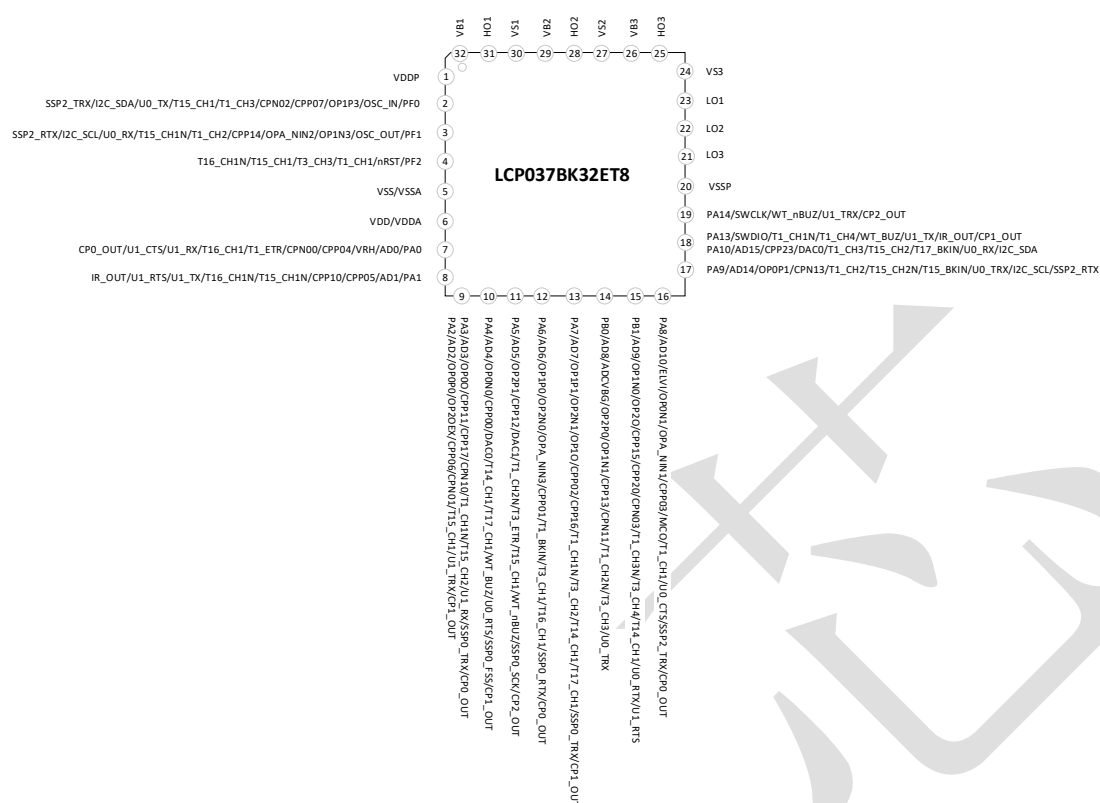 VB1
HO1
VS1
VB2
HO2
VS2
VB3
HO3
32
31
30
29
28
27
26
25
VDDP
1
SSP2_TRX/I2C_SDA/U0_TX/T15_CH1/T1_CH3/CPN02/CPP07/OP1P3/OSC_IN/PF0
2
SSP2_RTX/I2C_SCL/U0_RX/T15_CH1N/T1_CH2/CPP14/OPA_NIN2/OP1N3/OSC_OUT/PF1
3
T16_CH1N/T15_CH1/T3_CH3/T1_CH1/nRST/PF2
4
VSS/VSSA
5
VDD/VDDA
6
CP0_OUT/U1_CTS/U1_RX/T16_CH1/T1_ETR/CPN00/CPP04/VRH/AD0/PA0
7
IR_OUT/U1_RTS/U1_TX/T16_CH1N/T15_CH1N/CPP10/CPP05/AD1/PA1
8
LCP037BK32ET8
24
VS3
23
LO1
22
LO2
21
LO3
20
VSSP
19
PA14/SWCLK/WT_nBUZ/U1_TRX/CP2_OUT
18
PA13/SWDIO/T1_CH1N/T1_CH4/WT_BUZ/U1_TX/IR_OUT/CP1_OUT
PA10/AD15/CPP23/DAC0/T1_CH3/T15_CH2/T17_BKIN/U0_RX/I2C_SDA
17
PA9/AD14/OP0P1/CPN13/T1_CH2/T15_CH2N/T15_BKIN/U0_TRX/I2C_SCL/SSP2_RTX
9
10
11
12
13
14
15
16
PA3/AD3/OP0O/CPP11/CPP17/CPN10/T1_CH1N/T15_CH2/U1_RX/SSP0_TRX/CP0_OUT
PA2/AD2/OP0P0/OP2OEX/CPP06/CPN01/T15_CH1/U1_TRX/CP1_OUT
PA4/AD4/OP0N0/CPP00/DAC0/T14_CH1/T17_CH1/WT_BUZ/U0_RTS/SSP0_FSS/CP1_OUT
PA5/AD5/OP2P1/CPP12/DAC1/T1_CH2N/T3_ETR/T15_CH1/WT_nBUZ/SSP0_SCK/CP2_OUT
PA6/AD6/OP1P0/OP2N0/OPA_NIN3/CPP01/T1_BKIN/T3_CH1/T16_CH1/SSP0_RTX/CP0_OUT
PA7/AD7/OP1P1/OP2N1/OP1O/CPP02/CPP16/T1_CH1N/T3_CH2/T14_CH1/T17_CH1/SSP0_TRX/CP1_OUT
PB0/AD8/ADCVBG/OP2P0/OP1N1/CPP13/CPN11/T1_CH2N/T3_CH3/U0_TRX
PB1/AD9/OP1N0/OP2O/CPP15/CPP20/CPN03/T1_CH3N/T3_CH4/T14_CH1/U0_RTX/U1_RTS
PA8/AD10/ELVI/OP0N1/OPA_NIN1/CPP03/MCO/T1_CH1/U0_CTS/SSP2_TRX/CP0_OUT